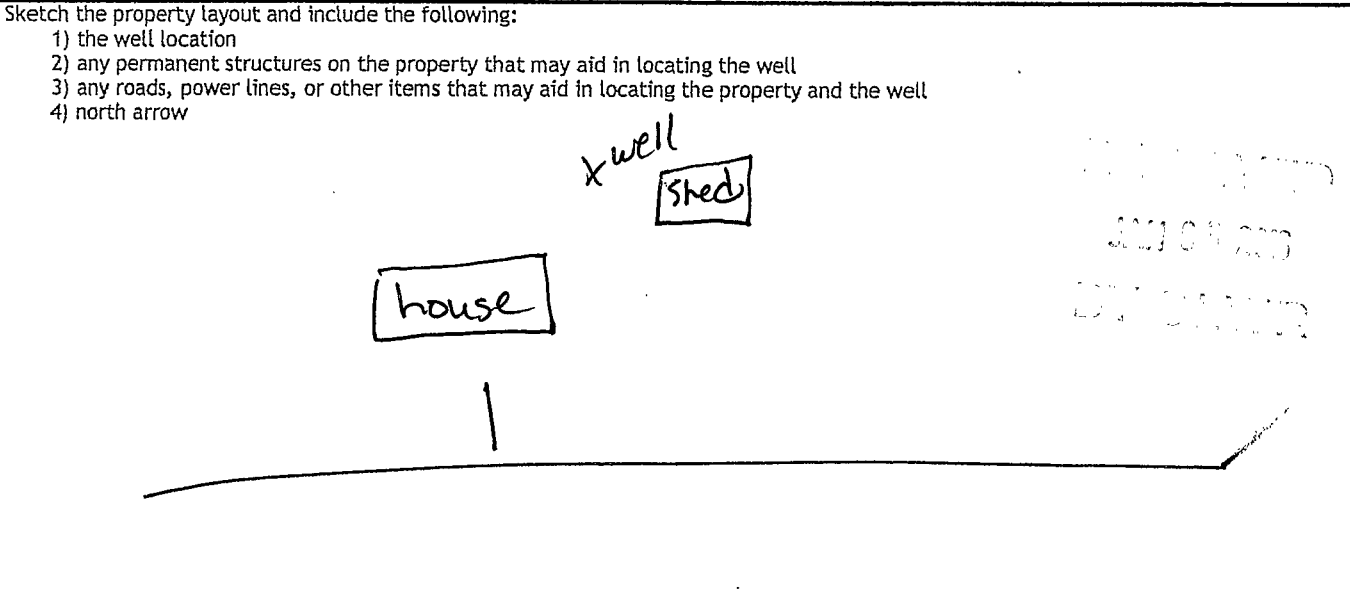 Sketch the property layout and include the following:
1) the well location
2) any permanent structures on the property that may aid in locating the well
3) any roads, power lines, or other items that may aid in locating the property and the well
4) north arrow
x well
shed
house